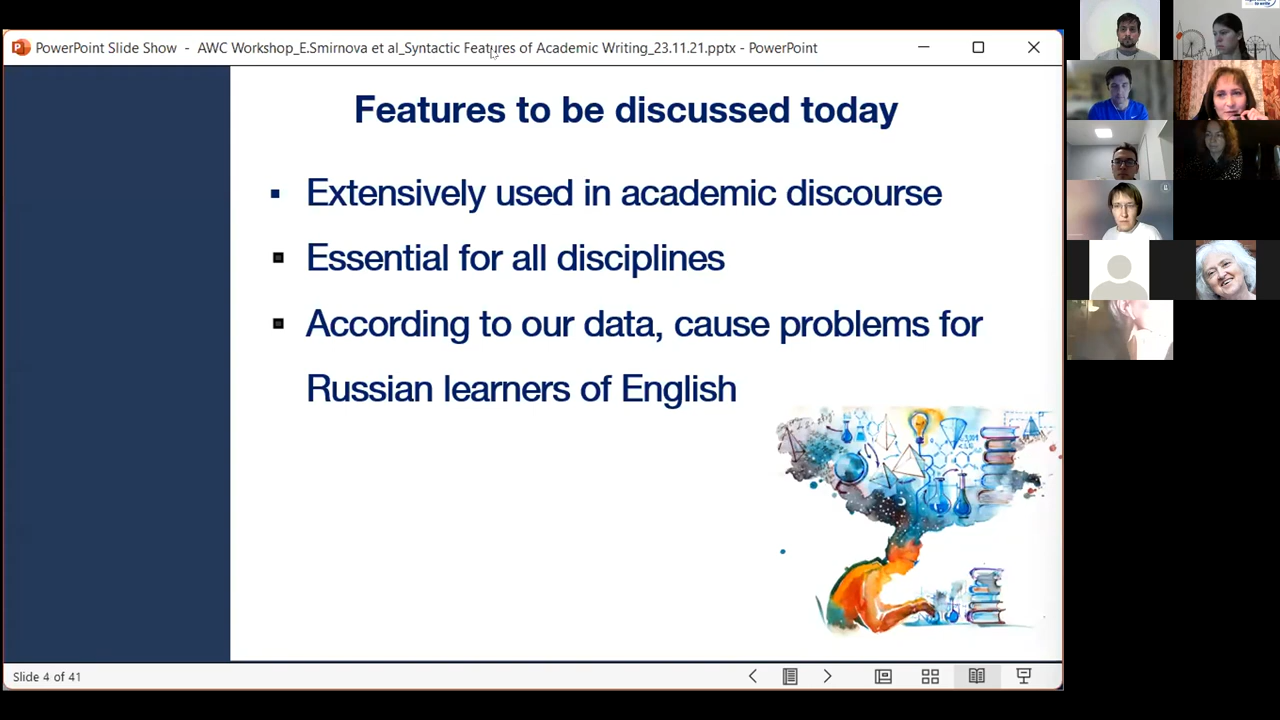 PowerPoint Slide Show - AWC Workshop_E.Smirnova et al_Syntactic Features of Academic Writing_23.11.21.pptx - PowerPoint
Features to be discussed today
▪ Extensively used in academic discourse
▪ Essential for all disciplines
▪ According to our data, cause problems for
Russian learners of English
Slide 4 of 41